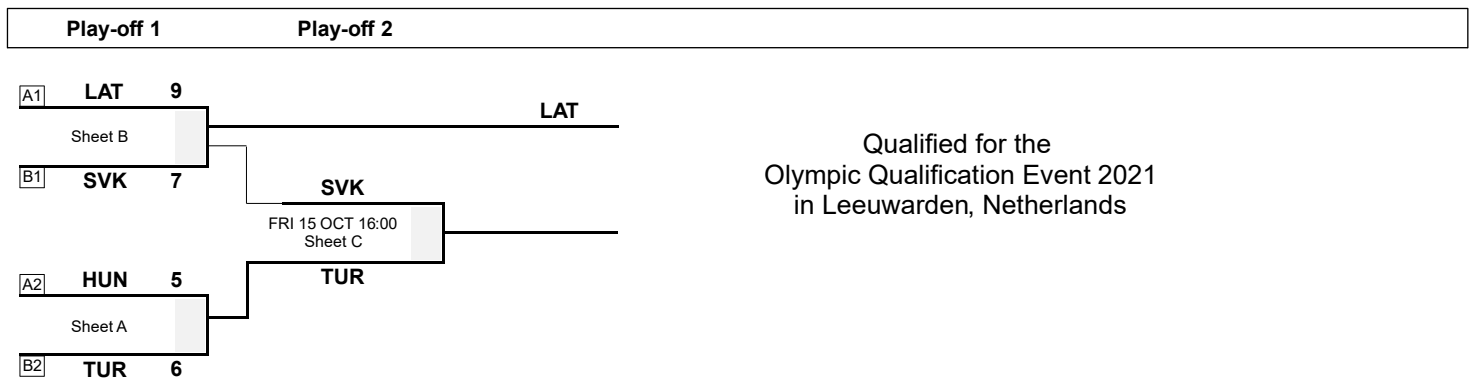 Play-off 1 Play-off 2
A1 LAT 9
LAT
Sheet B
B1 SVK 7
SVK
FRI 15 OCT 16:00
Sheet C
TUR
A2 HUN 5
Sheet A
B2 TUR 6
Qualified for the
Olympic Qualification Event 2021
in Leeuwarden, Netherlands